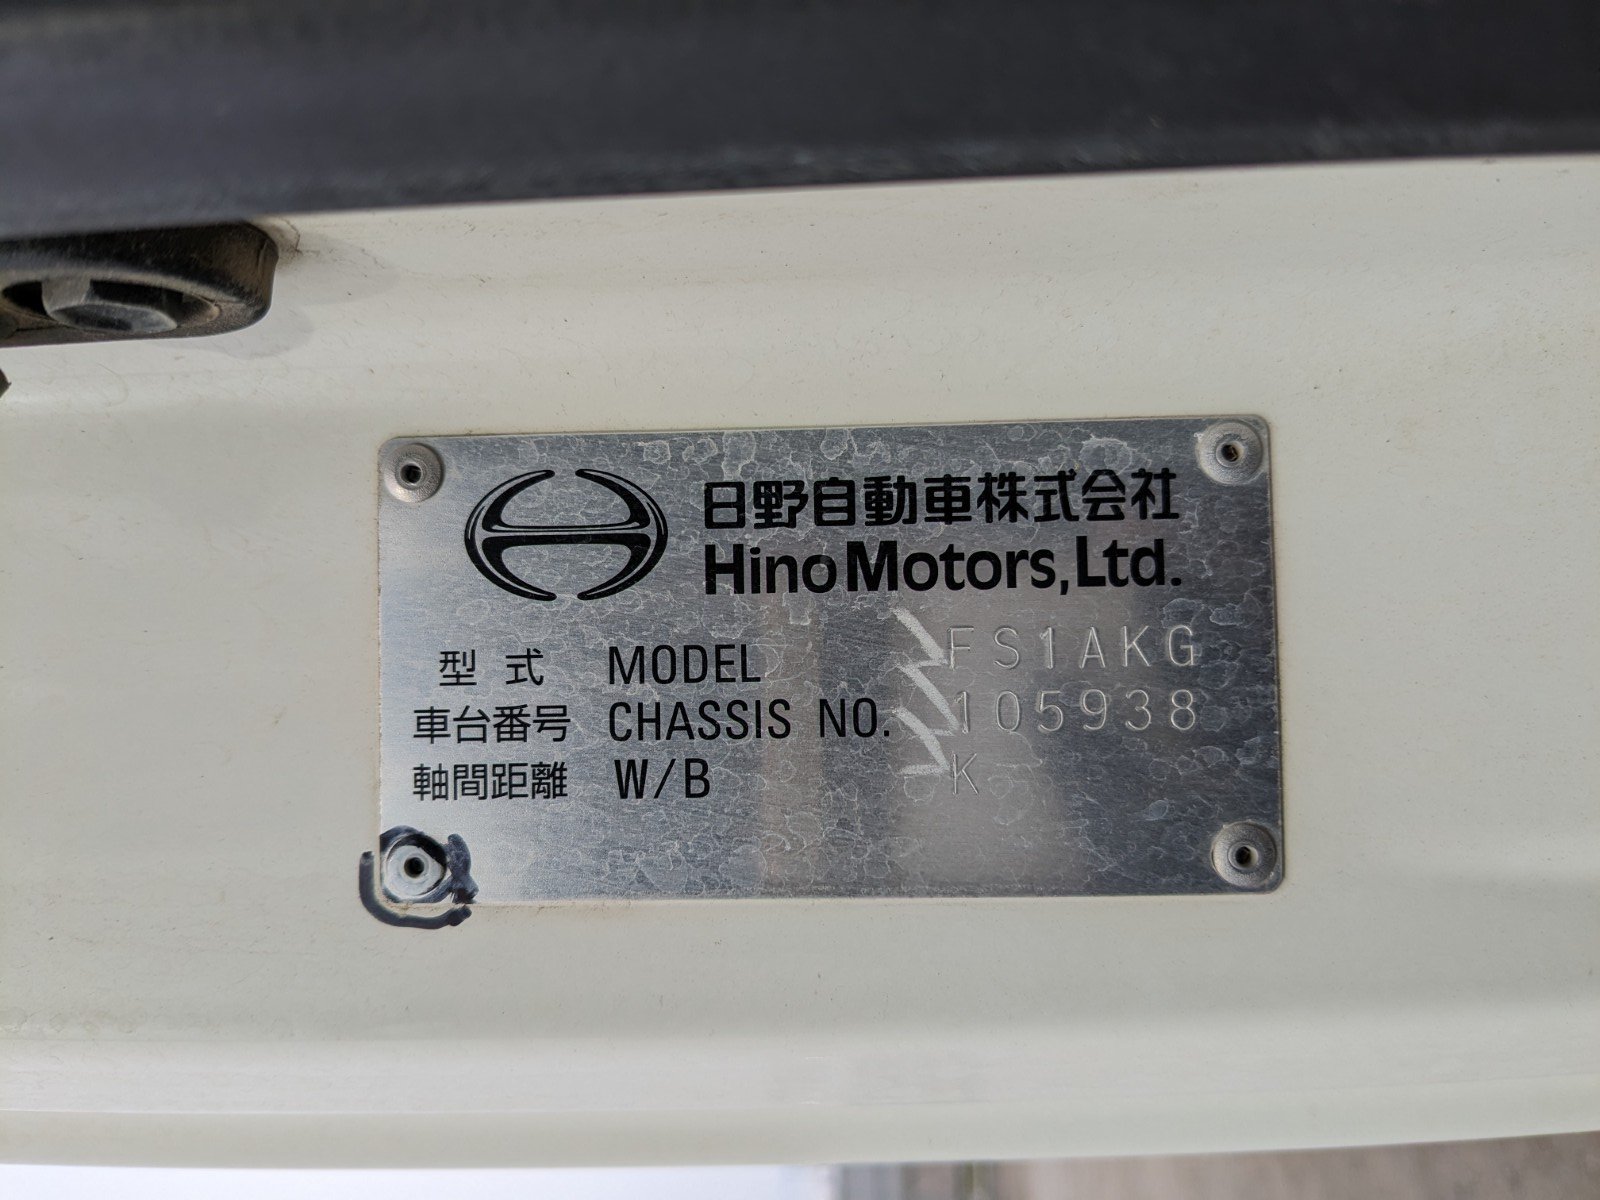 日野自動車株式会社
Hino Motors, Ltd.
型 式 MODEL FS1AKG
車台番号 CHASSIS NO. 105938
軸間距離 W/B K